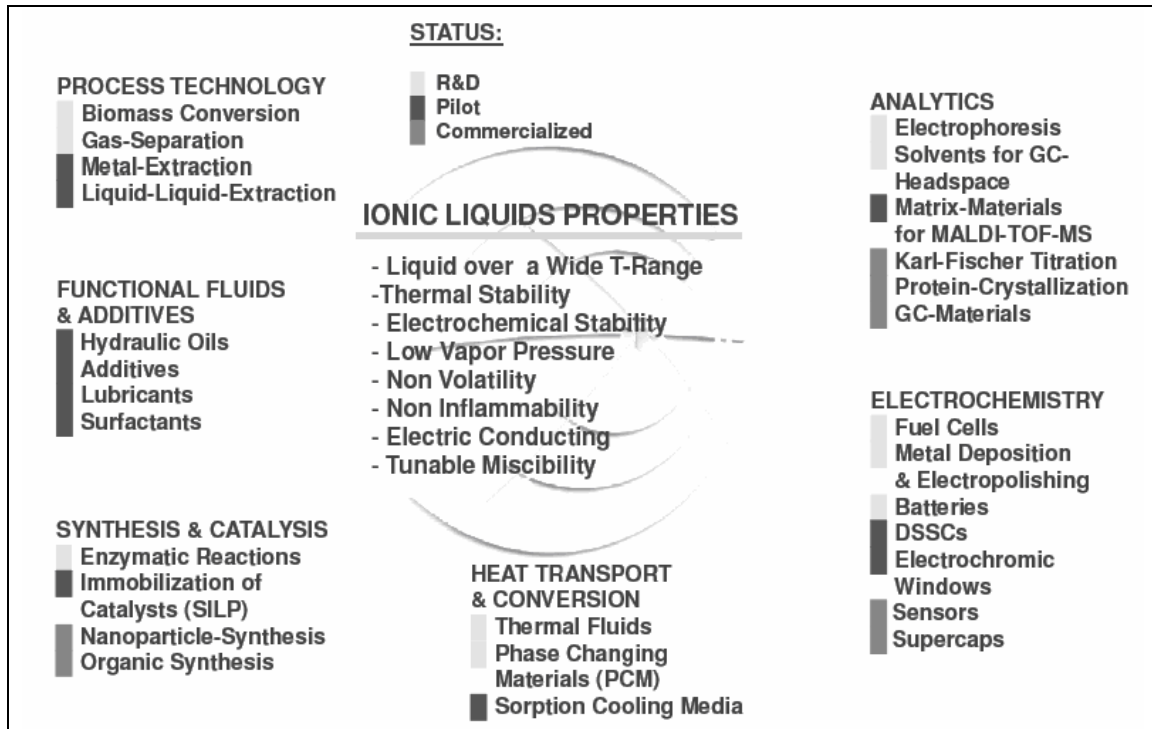 STATUS:
R&D
Pilot
Commercialized
PROCESS TECHNOLOGY
Biomass Conversion
Gas-Separation
Metal-Extraction
Liquid-Liquid-Extraction
FUNCTIONAL FLUIDS
& ADDITIVES
Hydraulic Oils
Additives
Lubricants
Surfactants
SYNTHESIS & CATALYSIS
Enzymatic Reactions
Immobilization of
Catalysts (SILP)
Nanoparticle-Synthesis
Organic Synthesis
IONIC LIQUIDS PROPERTIES
- Liquid over a Wide T-Range
-Thermal Stability
- Electrochemical Stability
- Low Vapor Pressure
- Non Volatility
- Non Inflammability
- Electric Conducting
- Tunable Miscibility
HEAT TRANSPORT
& CONVERSION
Thermal Fluids
Phase Changing
Materials (PCM)
Sorption Cooling Media
ANALYTICS
Electrophoresis
Solvents for GC-
Headspace
Matrix-Materials
for MALDI-TOF-MS
Karl-Fischer Titration
Protein-Crystallization
GC-Materials
ELECTROCHEMISTRY
Fuel Cells
Metal Deposition
& Electropolishing
Batteries
DSSCs
Electrochromic
Windows
Sensors
Supercaps